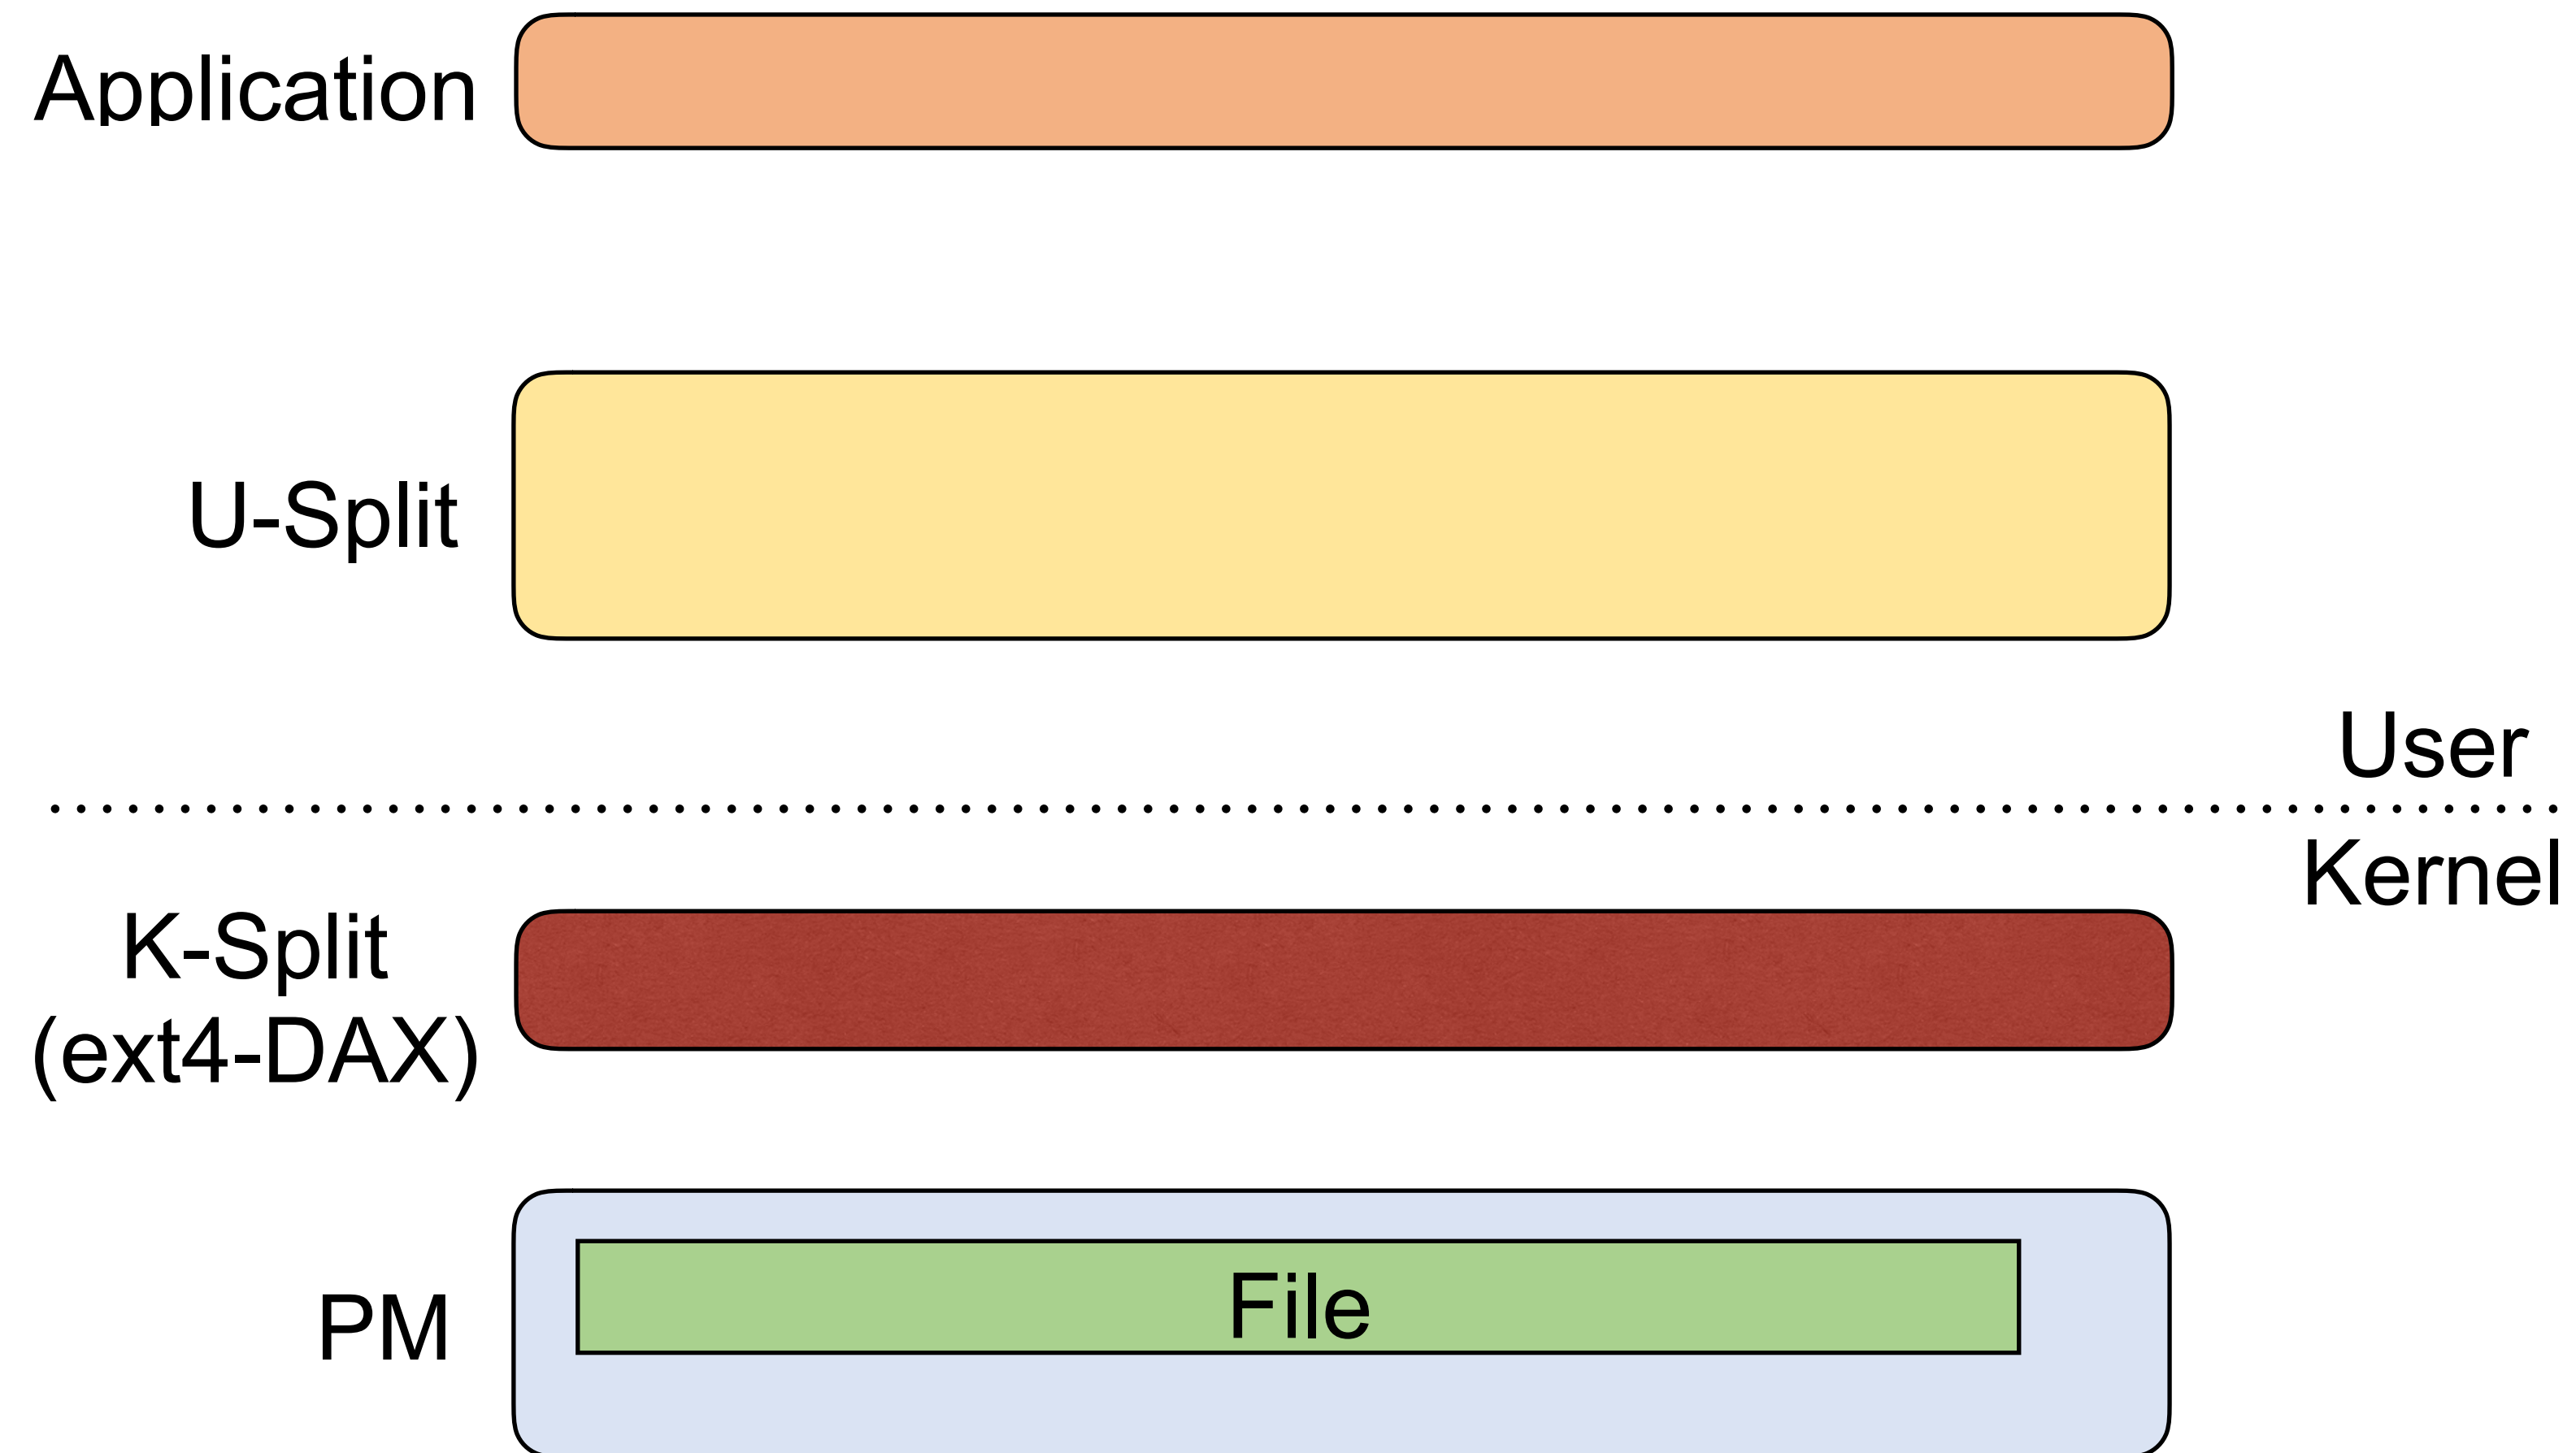 Application
U-Split
User
Kernel
K-Split
(ext4-DAX)
PM
File